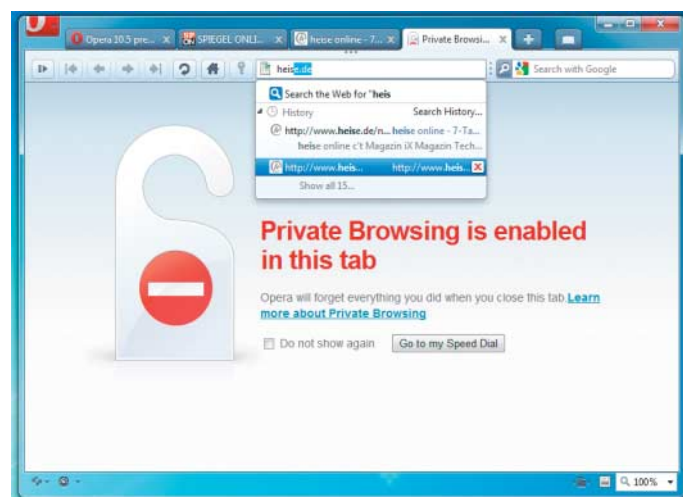 Opera 10.5 pre... SPIEGEL ONLI... heise online - 7... Private Browsi...
heise.de Search with Google
Search the Web for "heis
History Search History...
http://www.heise.de/n... heise online - 7-Ta...
heise online c't Magazin iX Magazin Tech...
http://www.heis... http://www.heis...
Show all 15...
Private Browsing is enabled
in this tab
Opera will forget everything you did when you close this tab. Learn
more about Private Browsing
Do not show again Go to my Speed Dial
100%